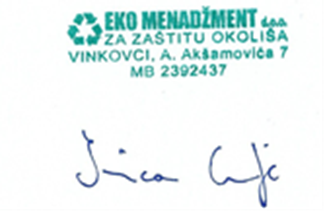 EKO MENADŽMENT d.o.o.
ZA ZAŠTITU OKOLIŠA
VINKOVCI, A. Akšamovića 7
MB 2392437